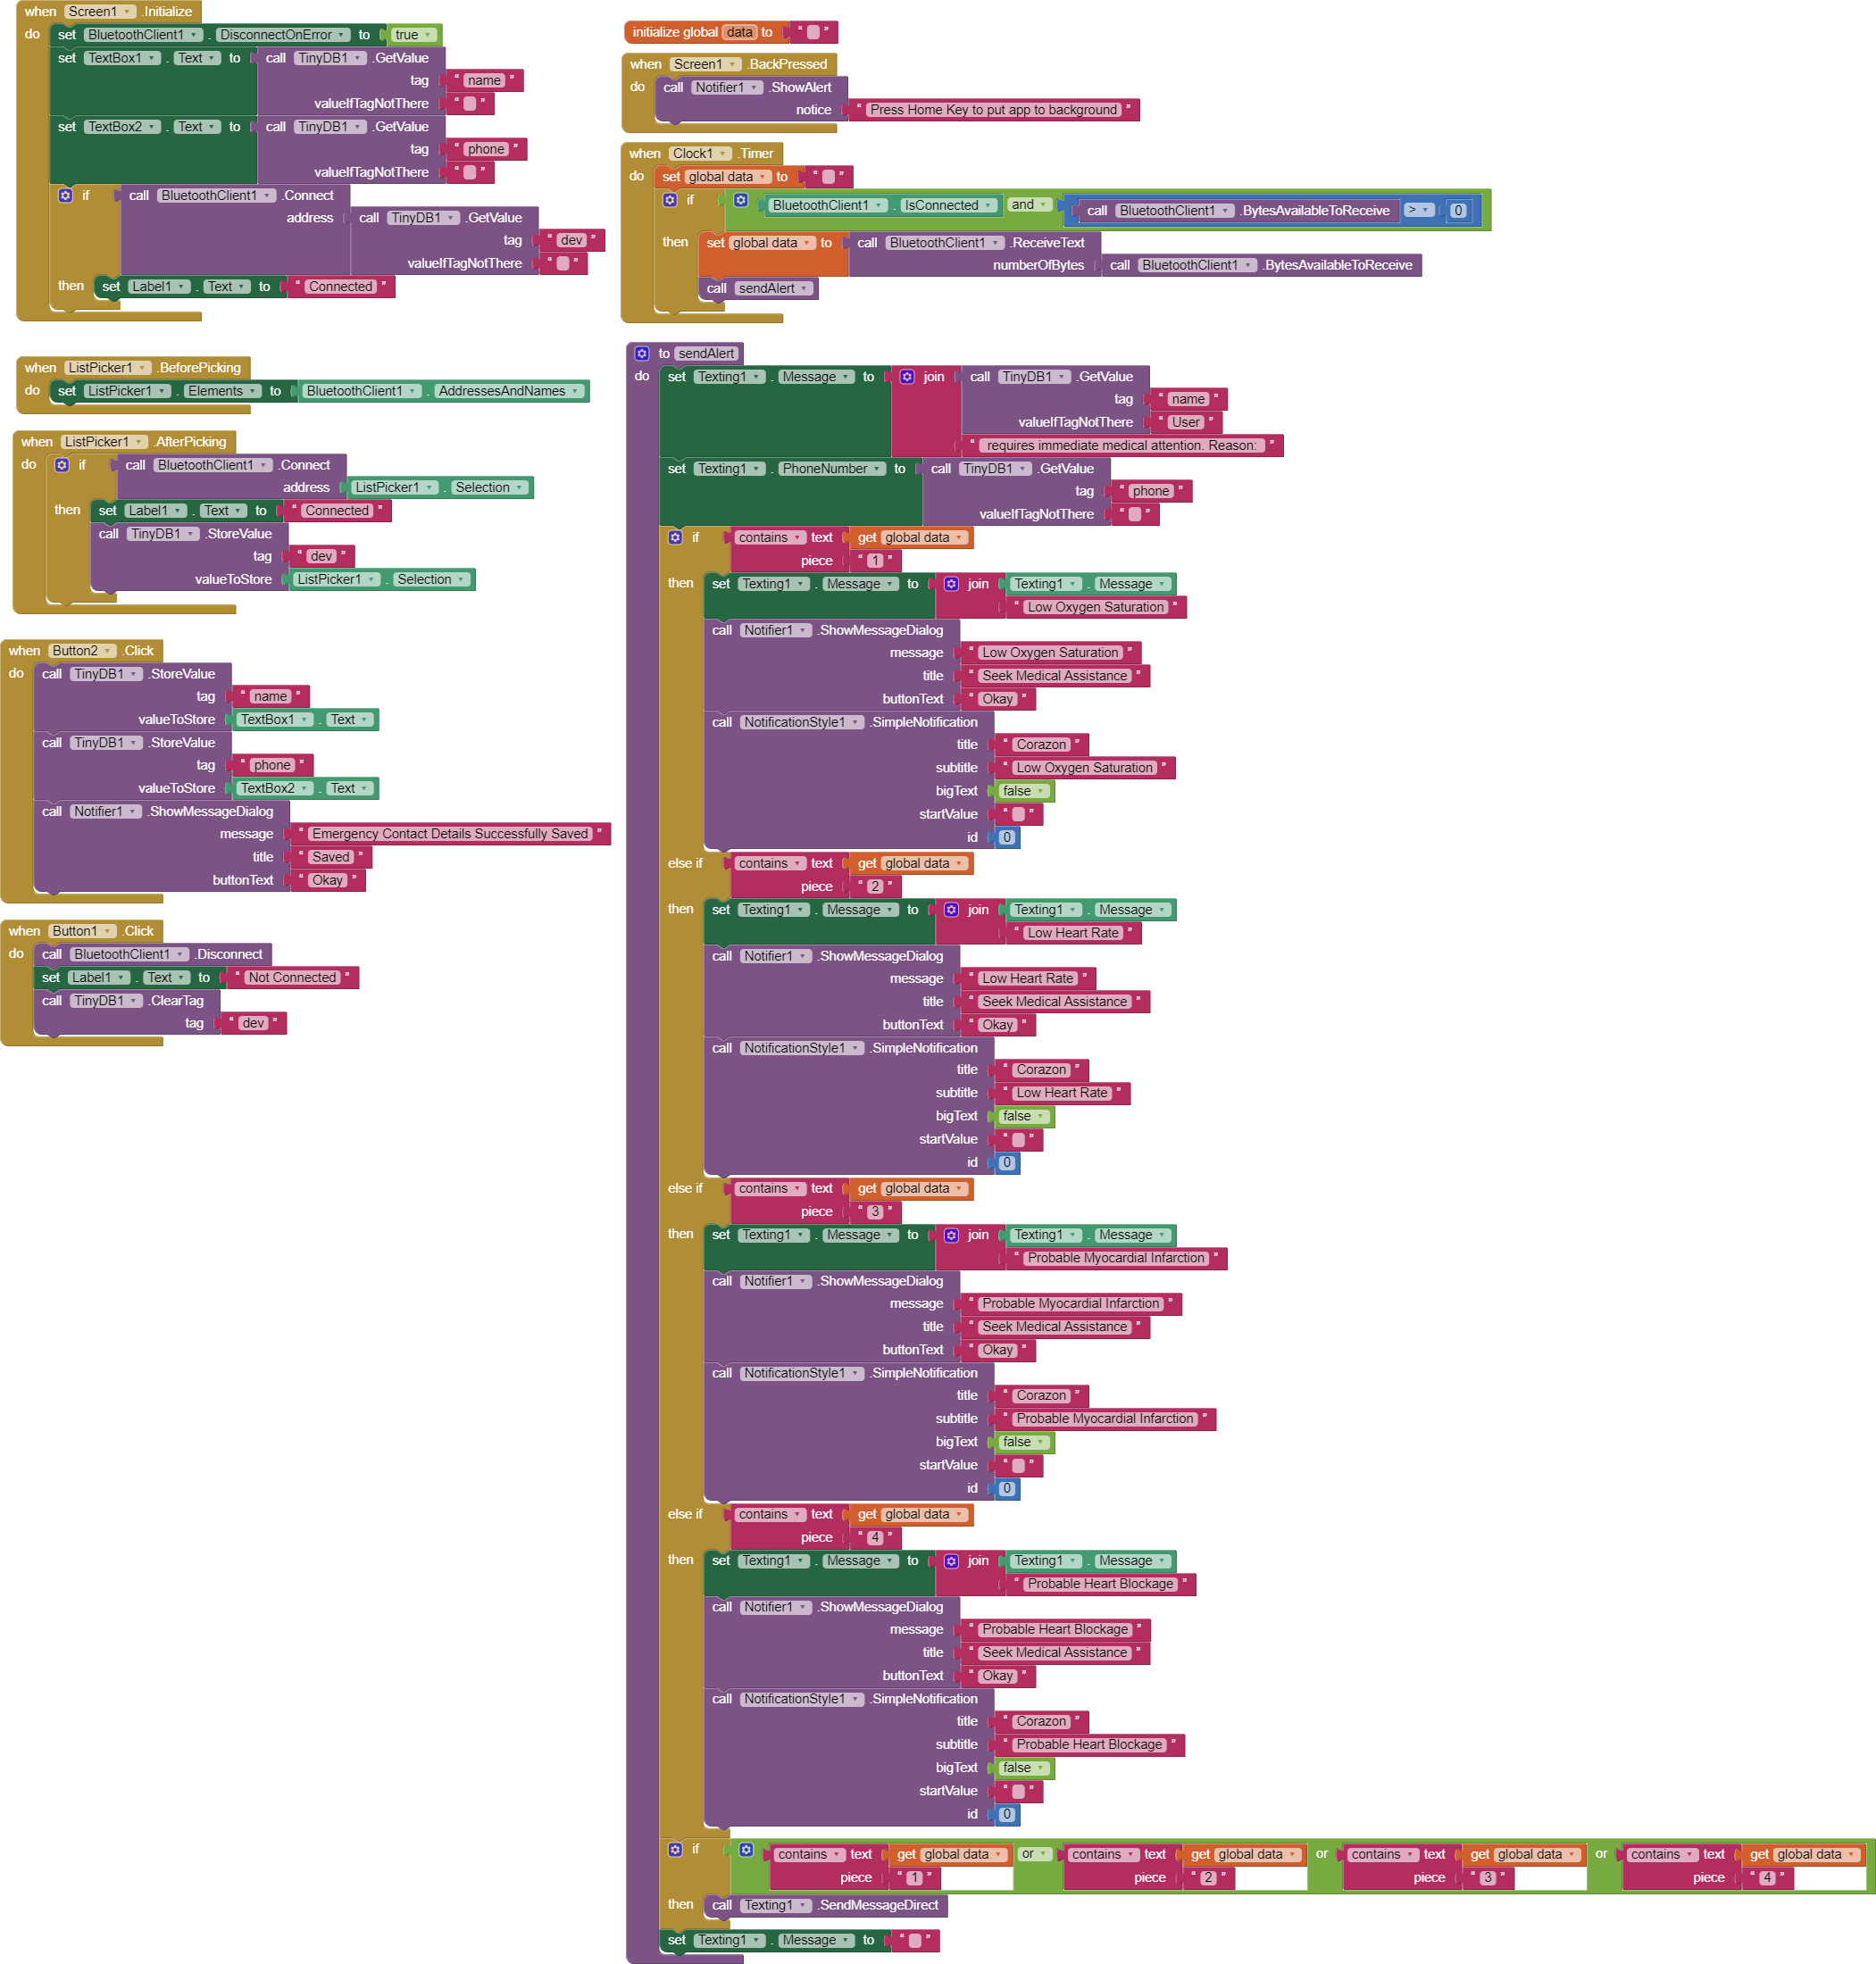 when Screen1 .Initialize
do set BluetoothClient1 . DisconnectOnError to true
set TextBox1 . Text to call TinyDB1 .GetValue
tag “ name ”
valueIfTagNotThere “ ”
set TextBox2 . Text to call TinyDB1 .GetValue
tag “ phone ”
valueIfTagNotThere “ ”
if call BluetoothClient1 .Connect
address call TinyDB1 .GetValue
tag “ dev ”
valueIfTagNotThere “ ”
then set Label1 . Text to “ Connected ”
when ListPicker1 .BeforePicking
do set ListPicker1 . Elements to BluetoothClient1 . AddressesAndNames
when ListPicker1 .AfterPicking
do if call BluetoothClient1 .Connect
address ListPicker1 . Selection
then set Label1 . Text to “ Connected ”
call TinyDB1 .StoreValue
tag “ dev ”
valueToStore ListPicker1 . Selection
when Button2 .Click
do call TinyDB1 .StoreValue
tag “ name ”
valueToStore TextBox1 . Text
call TinyDB1 .StoreValue
tag “ phone ”
valueToStore TextBox2 . Text
call Notifier1 .ShowMessageDialog
message “ Emergency Contact Details Successfully Saved ”
title “ Saved ”
buttonText “ Okay ”
when Button1 .Click
do call BluetoothClient1 .Disconnect
set Label1 . Text to “ Not Connected ”
call TinyDB1 .ClearTag
tag “ dev ”
initialize global data to “ ”
when Screen1 .BackPressed
do call Notifier1 .ShowAlert
notice “ Press Home Key to put app to background ”
when Clock1 .Timer
do set global data to “ ”
if BluetoothClient1 . IsConnected and call BluetoothClient1 .BytesAvailableToReceive > 0
then set global data to call BluetoothClient1 .ReceiveText
numberOfBytes call BluetoothClient1 .BytesAvailableToReceive
call sendAlert
to sendAlert
do set Texting1 . Message to join call TinyDB1 .GetValue
tag “ name ”
valueIfTagNotThere “ User ”
“ requires immediate medical attention. Reason: ”
set Texting1 . PhoneNumber to call TinyDB1 .GetValue
tag “ phone ”
valueIfTagNotThere “ ”
if contains text get global data
piece “ 1 ”
then set Texting1 . Message to join Texting1 . Message
“ Low Oxygen Saturation ”
call Notifier1 .ShowMessageDialog
message “ Low Oxygen Saturation ”
title “ Seek Medical Assistance ”
buttonText “ Okay ”
call NotificationStyle1 .SimpleNotification
title “ Corazon ”
subtitle “ Low Oxygen Saturation ”
bigText false
startValue “ ”
id 0
else if contains text get global data
piece “ 2 ”
then set Texting1 . Message to join Texting1 . Message
“ Low Heart Rate ”
call Notifier1 .ShowMessageDialog
message “ Low Heart Rate ”
title “ Seek Medical Assistance ”
buttonText “ Okay ”
call NotificationStyle1 .SimpleNotification
title “ Corazon ”
subtitle “ Low Heart Rate ”
bigText false
startValue “ ”
id 0
else if contains text get global data
piece “ 3 ”
then set Texting1 . Message to join Texting1 . Message
“ Probable Myocardial Infarction ”
call Notifier1 .ShowMessageDialog
message “ Probable Myocardial Infarction ”
title “ Seek Medical Assistance ”
buttonText “ Okay ”
call NotificationStyle1 .SimpleNotification
title “ Corazon ”
subtitle “ Probable Myocardial Infarction ”
bigText false
startValue “ ”
id 0
else if contains text get global data
piece “ 4 ”
then set Texting1 . Message to join Texting1 . Message
“ Probable Heart Blockage ”
call Notifier1 .ShowMessageDialog
message “ Probable Heart Blockage ”
title “ Seek Medical Assistance ”
buttonText “ Okay ”
call NotificationStyle1 .SimpleNotification
title “ Corazon ”
subtitle “ Probable Heart Blockage ”
bigText false
startValue “ ”
id 0
if contains text get global data or contains text get global data or contains text get global data or contains text get global data
piece “ 1 ” piece “ 2 ” piece “ 3 ” piece “ 4 ”
then call Texting1 .SendMessageDirect
set Texting1 . Message to “ ”